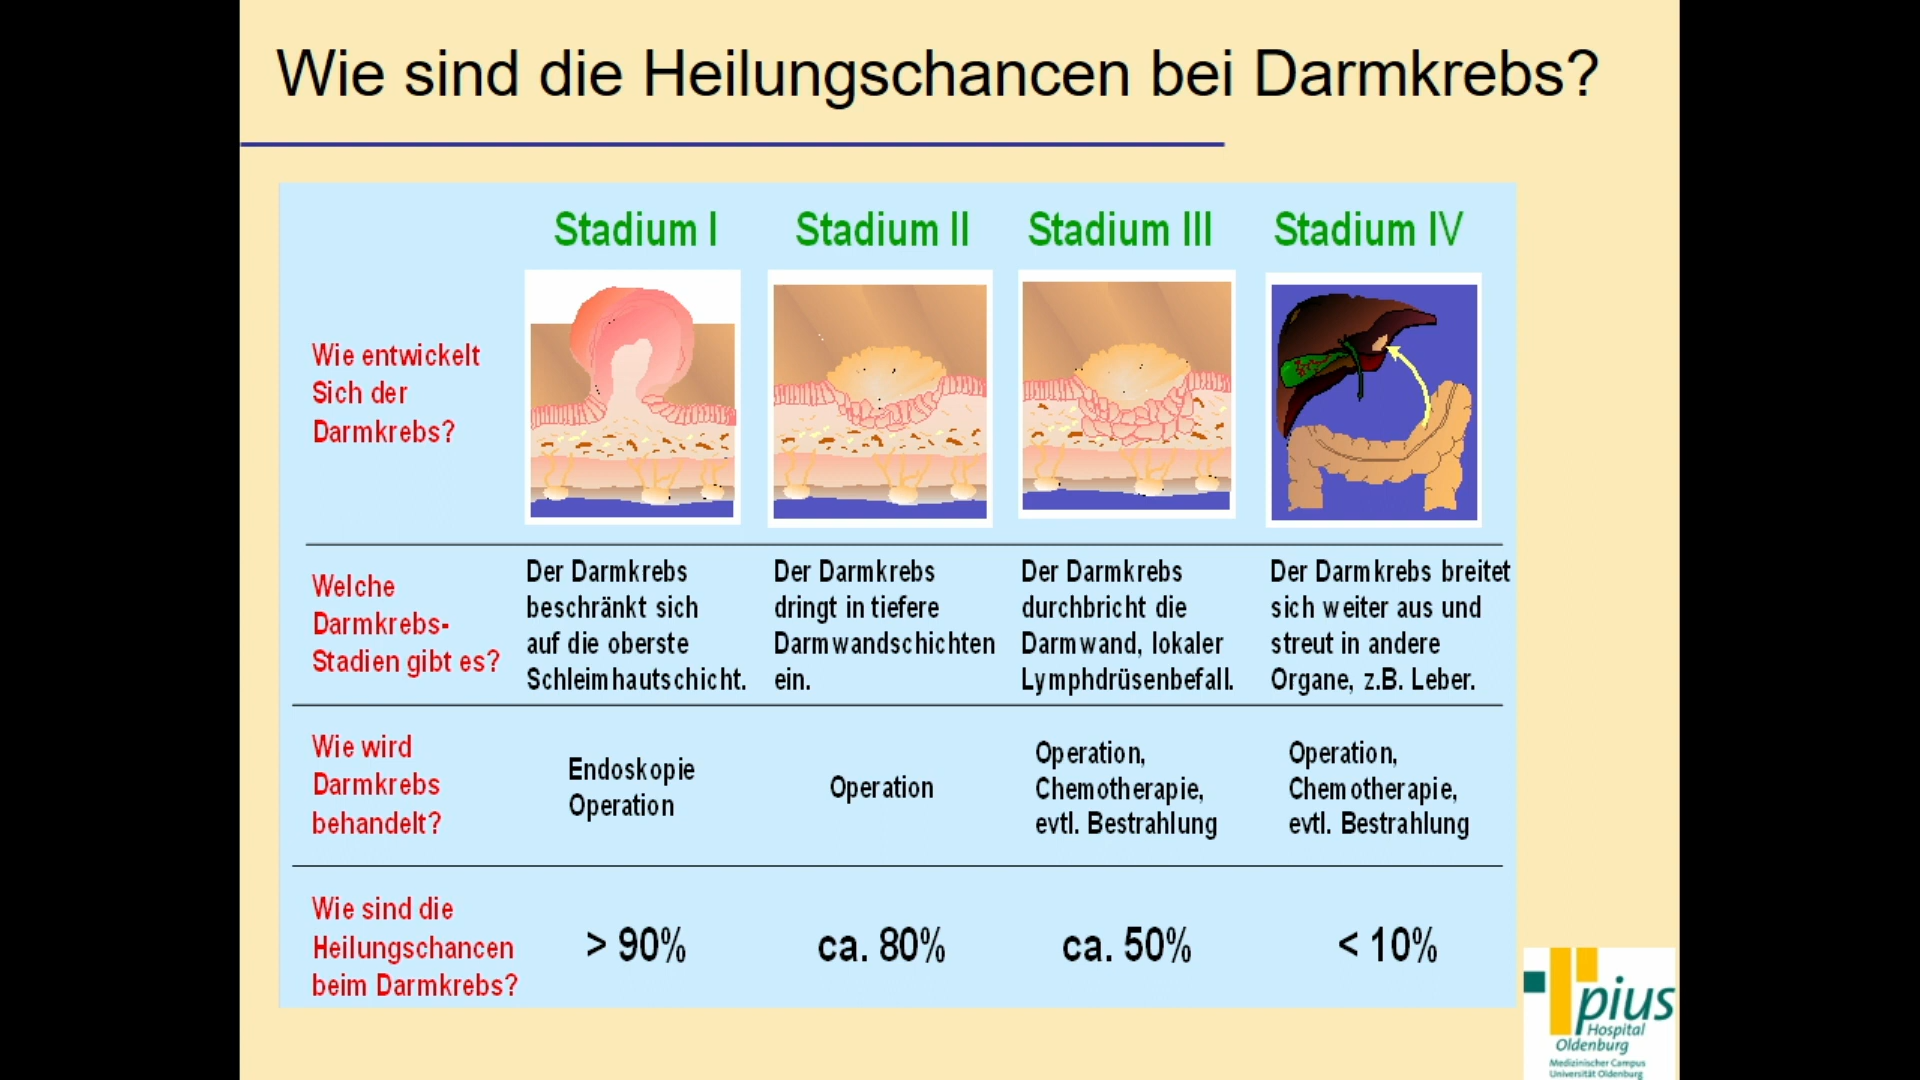 Wie sind die Heilungschancen bei Darmkrebs?
Stadium I
Stadium II
Stadium III
Stadium IV
Wie entwickelt
Sich der
Darmkrebs?
Welche
Darmkrebs-
Stadien gibt es?
Der Darmkrebs
beschränkt sich
auf die oberste
Schleimhautschicht.
Der Darmkrebs
dringt in tiefere
Darmwandschichten
ein.
Der Darmkrebs
durchbricht die
Darmwand, lokaler
Lymphdrüsenbefall.
Der Darmkrebs breitet
sich weiter aus und
streut in andere
Organe, z.B. Leber.
Wie wird
Darmkrebs
behandelt?
Endoskopie
Operation
Operation
Operation,
Chemotherapie,
evtl. Bestrahlung
Operation,
Chemotherapie,
evtl. Bestrahlung
Wie sind die
Heilungschancen
beim Darmkrebs?
> 90%
ca. 80%
ca. 50%
< 10%
pius
Hospital
Oldenburg
Medizinischer Campus
Universität Oldenburg